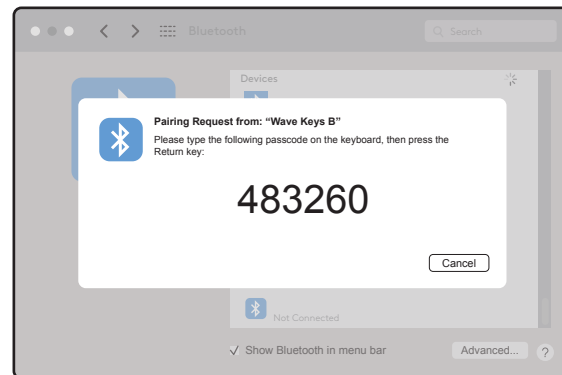 Bluetooth
Search
Devices
Pairing Request from: “Wave Keys B”
Please type the following passcode on the keyboard, then press the
Return key:
483260
Cancel
Not Connected
Show Bluetooth in menu bar
Advanced...
?